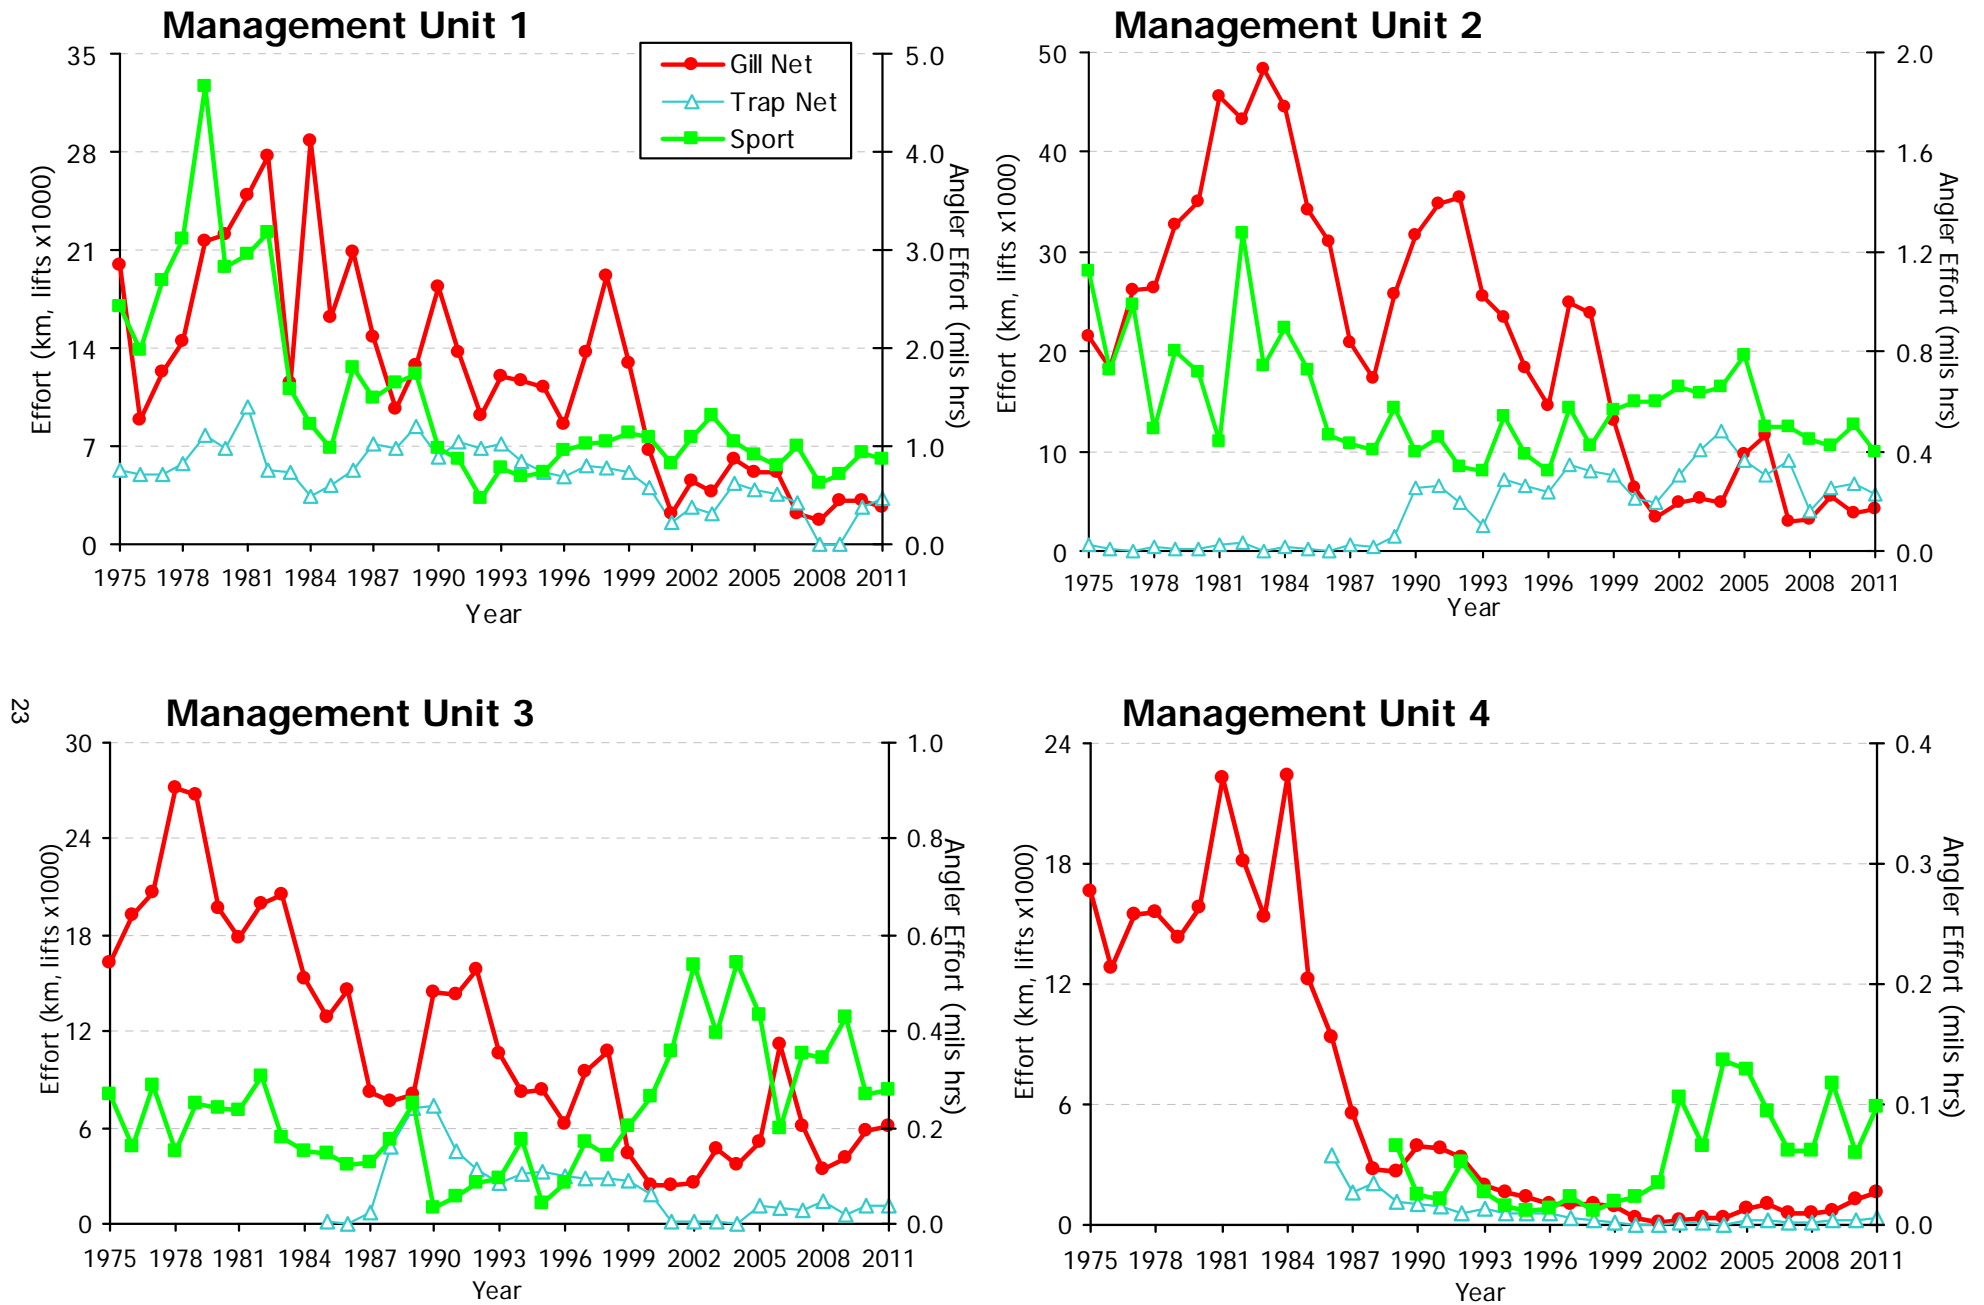 Management Unit 1
35
28
21
14
7
0
5.0
4.0
3.0
2.0
1.0
0.0
Effort (km, lifts x1000)
Angler Effort (mils hrs)
Gill Net
Trap Net
Sport
1975 1978 1981 1984 1987 1990 1993 1996 1999 2002 2005 2008 2011
Year
Management Unit 2
50
40
30
20
10
0
2.0
1.6
1.2
0.8
0.4
0.0
Effort (km, lifts x1000)
Angler Effort (mils hrs)
1975 1978 1981 1984 1987 1990 1993 1996 1999 2002 2005 2008 2011
Year
23
Management Unit 3
30
24
18
12
6
0
1.0
0.8
0.6
0.4
0.2
0.0
Effort (km, lifts x1000)
Angler Effort (mils hrs)
1975 1978 1981 1984 1987 1990 1993 1996 1999 2002 2005 2008 2011
Year
Management Unit 4
24
18
12
6
0
0.4
0.3
0.2
0.1
0.0
Effort (km, lifts x1000)
Angler Effort (mils hrs)
1975 1978 1981 1984 1987 1990 1993 1996 1999 2002 2005 2008 2011
Year